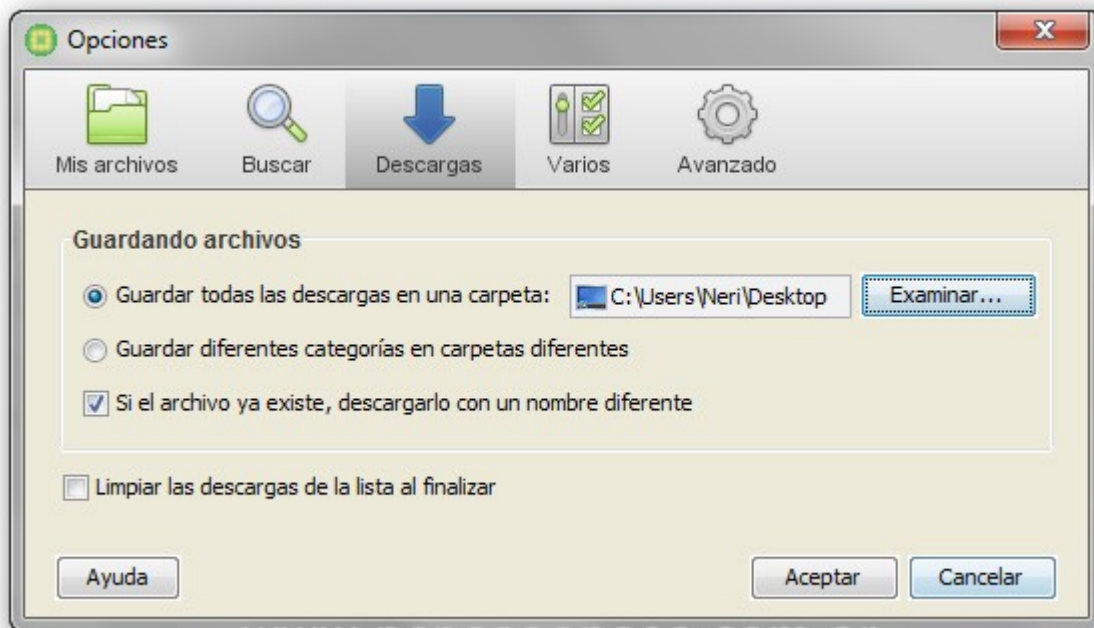 Opciones
Mis archivos
Buscar
Descargas
Varios
Avanzado
Guardando archivos
Guardar todas las descargas en una carpeta: C:\Users\Neri\Desktop Examinar...
Guardar diferentes categorías en carpetas diferentes
Si el archivo ya existe, descargarlo con un nombre diferente
Limpiar las descargas de la lista al finalizar
Ayuda Aceptar Cancelar